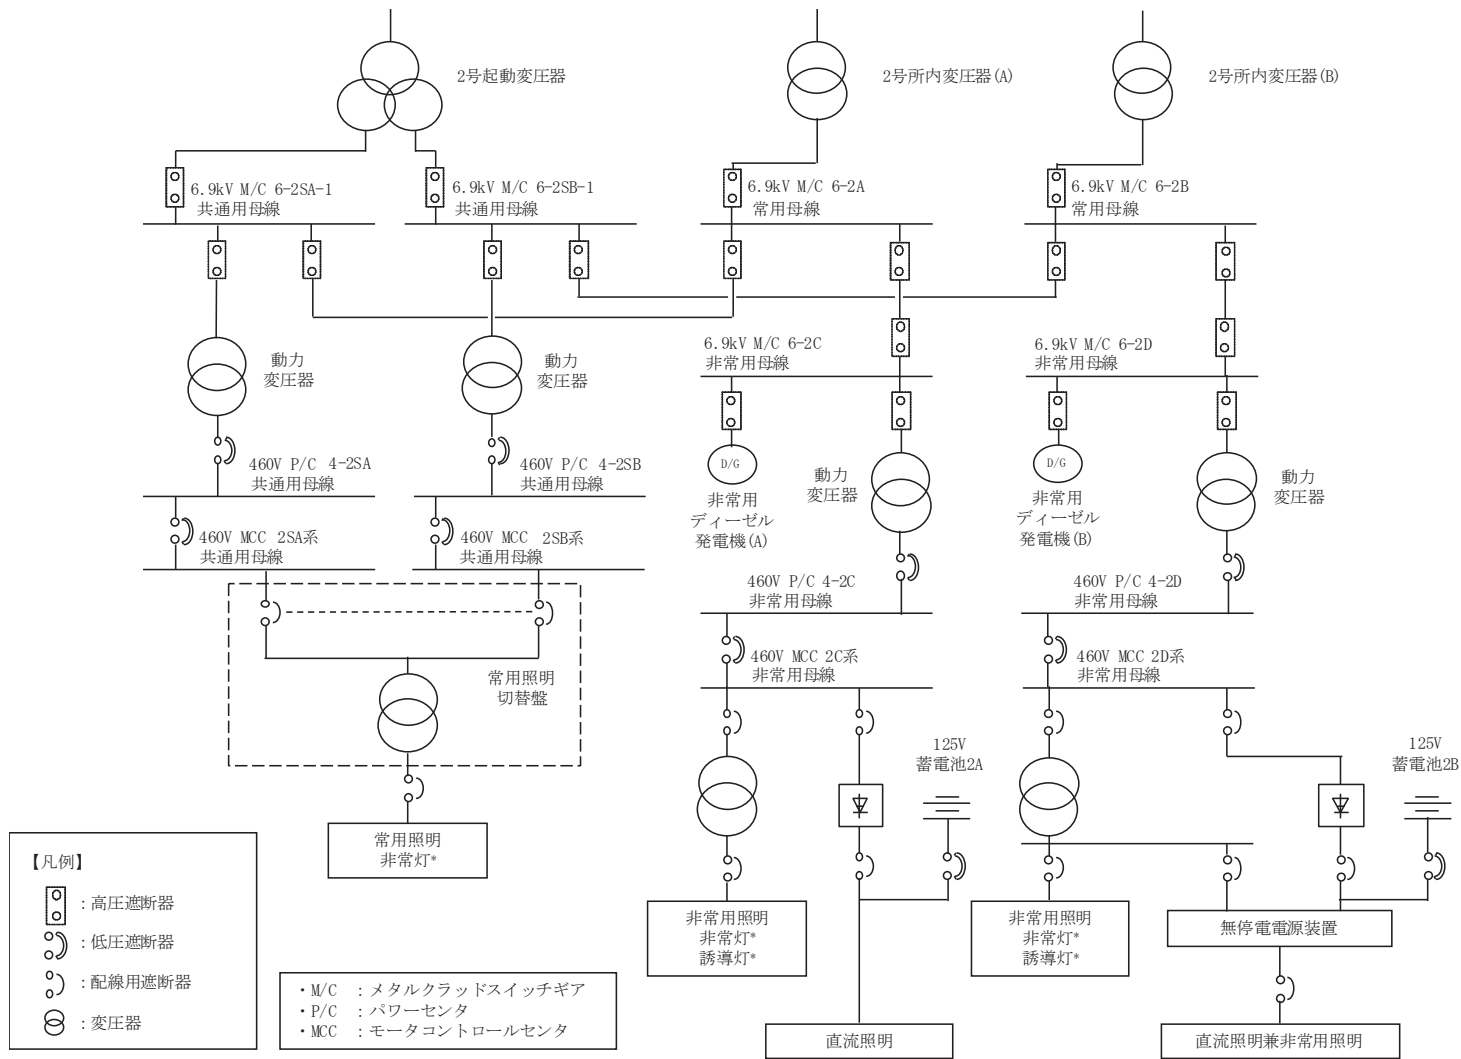 2号起動変圧器
2号所内変圧器(A)
2号所内変圧器(B)
6.9kV M/C 6-2SA-1
共通用母線
6.9kV M/C 6-2SB-1
共通用母線
6.9kV M/C 6-2A
常用母線
6.9kV M/C 6-2B
常用母線
動力
変圧器
動力
変圧器
6.9kV M/C 6-2C
非常用母線
6.9kV M/C 6-2D
非常用母線
460V P/C 4-2SA
共通用母線
460V P/C 4-2SB
共通用母線
D/G
非常用
ディーゼル
発電機(A)
動力
変圧器
D/G
非常用
ディーゼル
発電機(B)
動力
変圧器
460V MCC 2SA系
共通用母線
460V MCC 2SB系
共通用母線
460V P/C 4-2C
非常用母線
460V P/C 4-2D
非常用母線
常用照明
切替盤
460V MCC 2C系
非常用母線
460V MCC 2D系
非常用母線
125V
蓄電池2A
125V
蓄電池2B
常用照明
非常灯*
非常用照明
非常灯*
誘導灯*
非常用照明
非常灯*
誘導灯*
無停電電源装置
直流照明
直流照明兼非常用照明
【凡例】
：高圧遮断器
：低圧遮断器
：配線用遮断器
：変圧器
・M/C ：メタルクラッドスイッチギア
・P/C ：パワーセンタ
・MCC ：モータコントロールセンタ